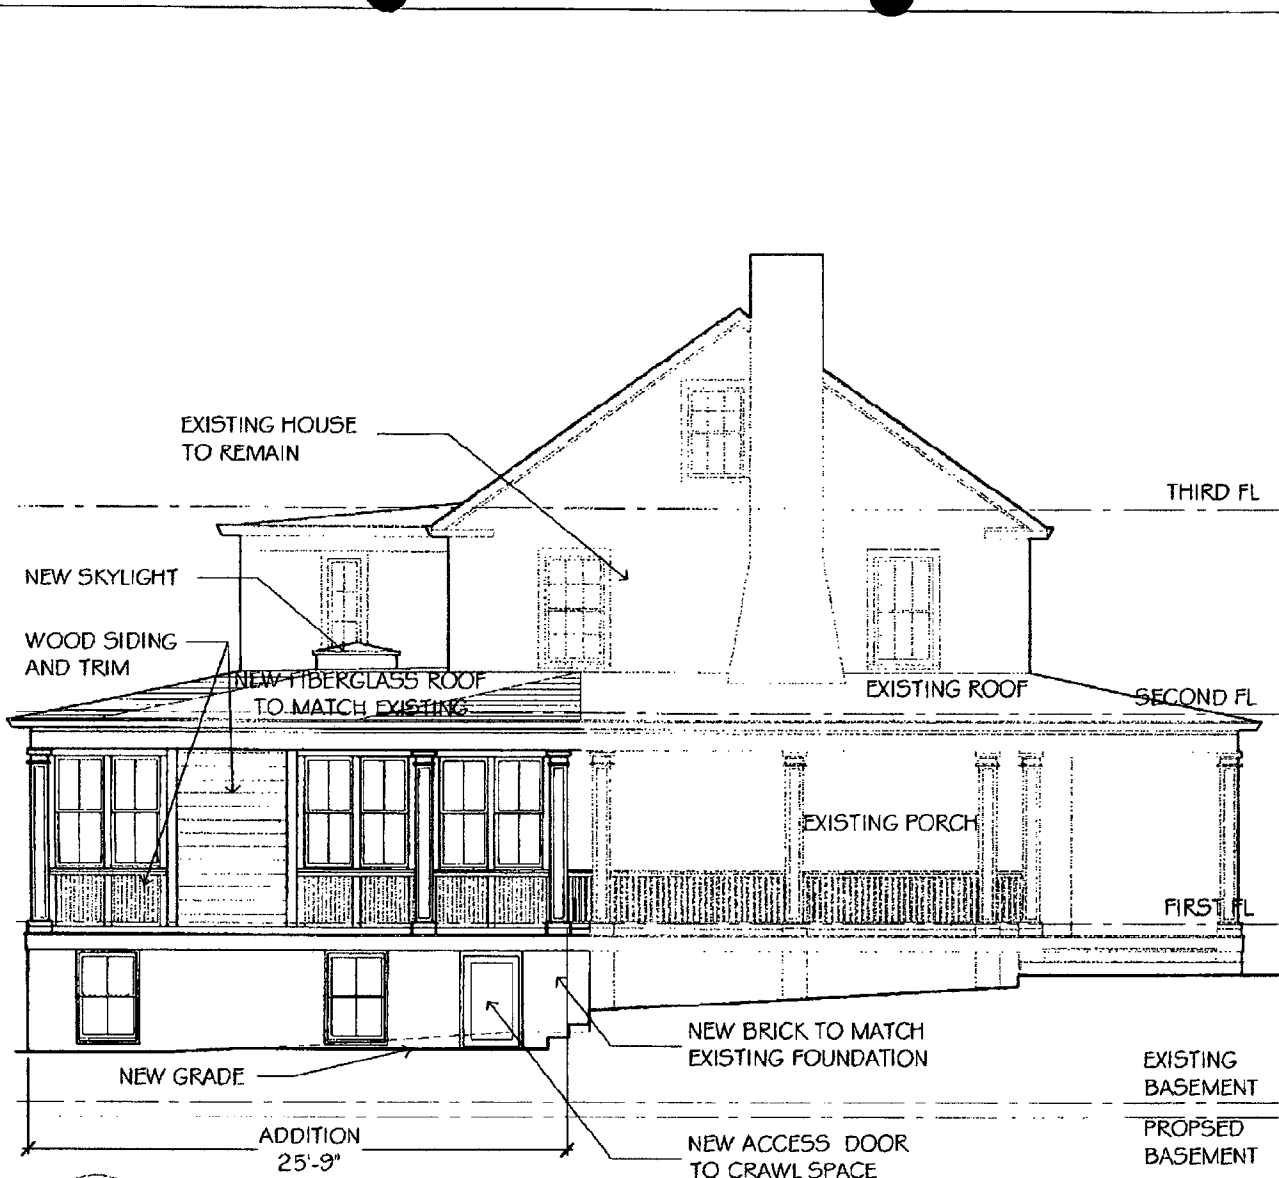 EXISTING HOUSE
TO REMAIN
THIRD FL
NEW SKYLIGHT
WOOD SIDING
AND TRIM
NEW FIBERGLASS ROOF
TO MATCH EXISTING
EXISTING ROOF
SECOND FL
EXISTING PORCH
FIRST FL
NEW BRICK TO MATCH
EXISTING FOUNDATION
NEW GRADE
EXISTING
BASEMENT
PROPSED
BASEMENT
ADDITION
25'-9"
NEW ACCESS DOOR
TO CRAWL SPACE